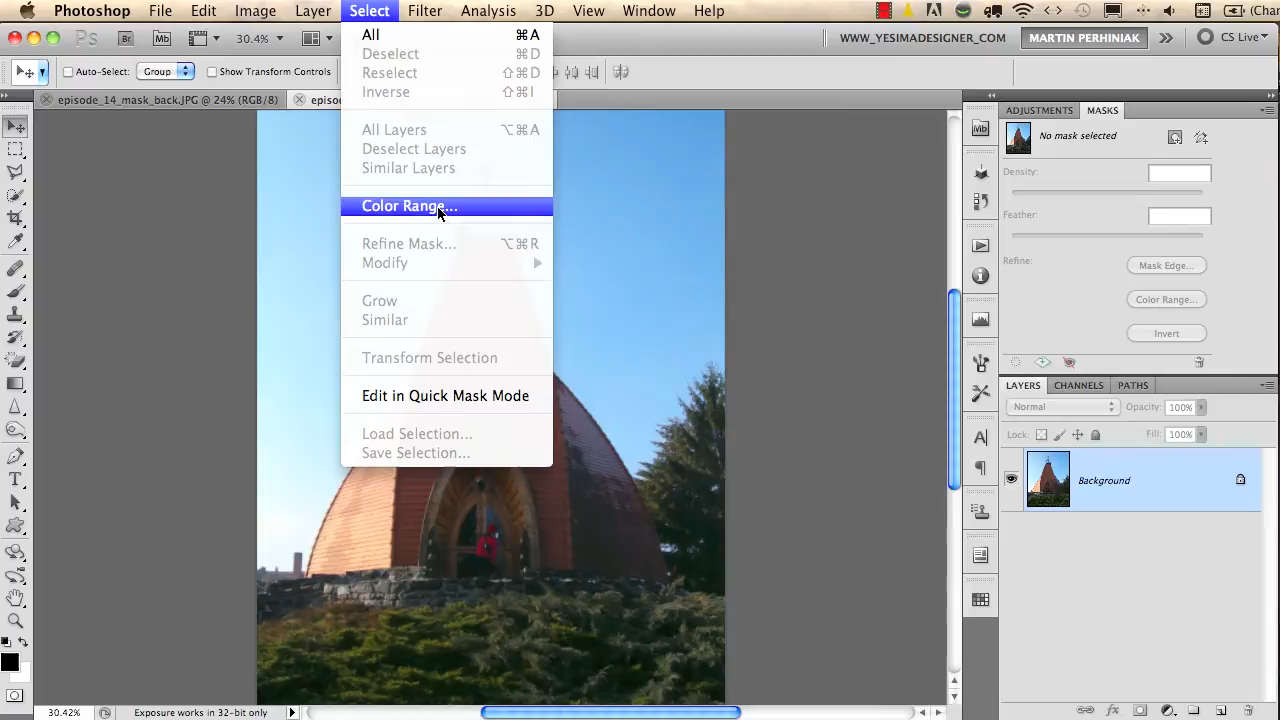 Photoshop File Edit Image Layer Select Filter Analysis 3D View Window Help (Char
Ps Br Mb 30.4% WWW_YESIMADESIGNER_COM MARTIN PERHINIAK CS Live
Auto-Select: Group Show Transform Controls
episode_14_mask_back.JPG @ 24% (RGB/8) episo
All ⌘A
Deselect ⌘D
Reselect ⇧⌘D
Inverse ⇧⌘I
All Layers ⌥⌘A
Deselect Layers
Similar Layers
Color Range...
Refine Mask... ⌥⌘R
Modify
Grow
Similar
Transform Selection
Edit in Quick Mask Mode
Load Selection...
Save Selection...
Mb
ADJUSTMENTS MASKS
No mask selected
Density:
Feather:
Refine: Mask Edge...
Color Range...
Invert
LAYERS CHANNELS PATHS
Normal Opacity: 100%
Lock: Fill: 100%
Background
30.42% Exposure works in 32-bit only